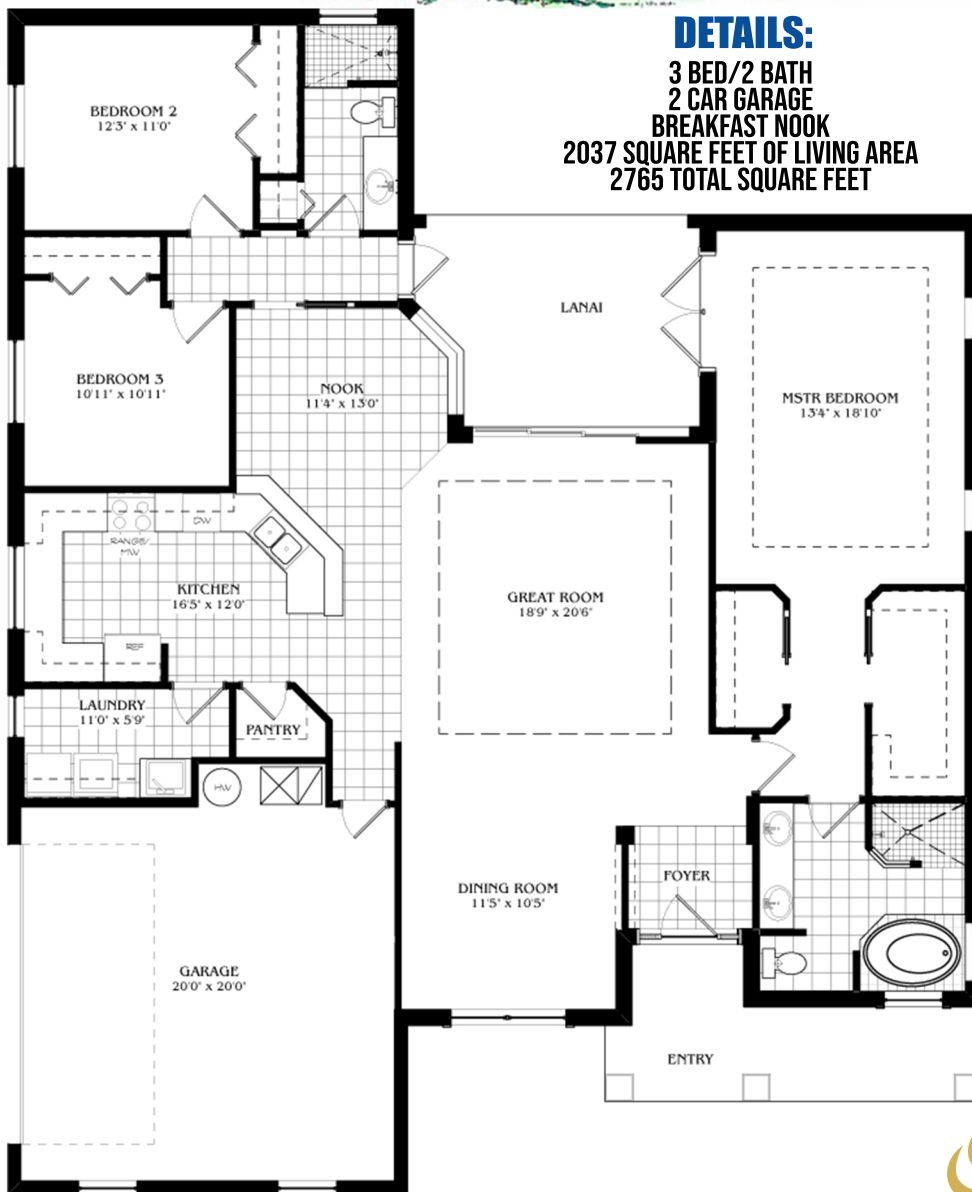 DETAILS:
3 BED/2 BATH
2 CAR GARAGE
BREAKFAST NOOK
2037 SQUARE FEET OF LIVING AREA
2765 TOTAL SQUARE FEET
BEDROOM 2
12'3" x 11'0"
LANAI
BEDROOM 3
10'11" x 10'11"
NOOK
11'4" x 13'0"
MSTR BEDROOM
13'4" x 18'10"
DW
RANGE/
MW
KITCHEN
16'5" x 12'0"
REF
GREAT ROOM
18'9" x 20'6"
LAUNDRY
11'0" x 5'9"
PANTRY
HW
FOYER
DINING ROOM
11'5" x 10'5"
GARAGE
20'0" x 20'0"
ENTRY